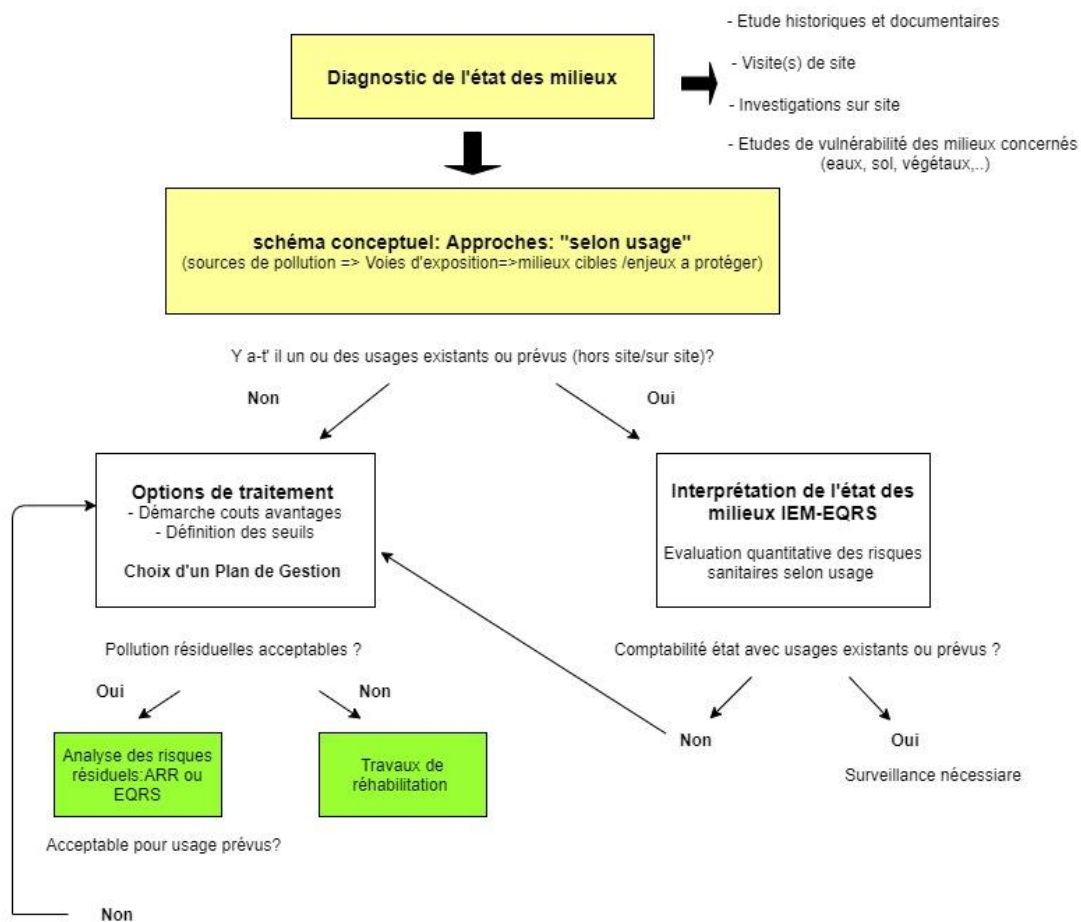 Diagnostic de l'état des milieux
- Etude historiques et documentaires
- Visite(s) de site
- Investigations sur site
- Etudes de vulnérabilité des milieux concernés
(eaux, sol, végétaux,..)
schéma conceptuel: Approches: "selon usage"
(sources de pollution => Voies d'exposition=>milieux cibles /enjeux a protéger)
Y a-t' il un ou des usages existants ou prévus (hors site/sur site)?
Non
Oui
Options de traitement
- Démarche couts avantages
- Définition des seuils
Choix d'un Plan de Gestion
Interprétation de l'état des
milieux IEM-EQRS
Evaluation quantitative des risques
sanitaires selon usage
Pollution résiduelles acceptables ?
Comptabilité état avec usages existants ou prévus ?
Oui
Non
Non
Oui
Analyse des risques
résiduels:ARR ou
EQRS
Travaux de
réhabilitation
Surveillance nécessiare
Acceptable pour usage prévus?
Non